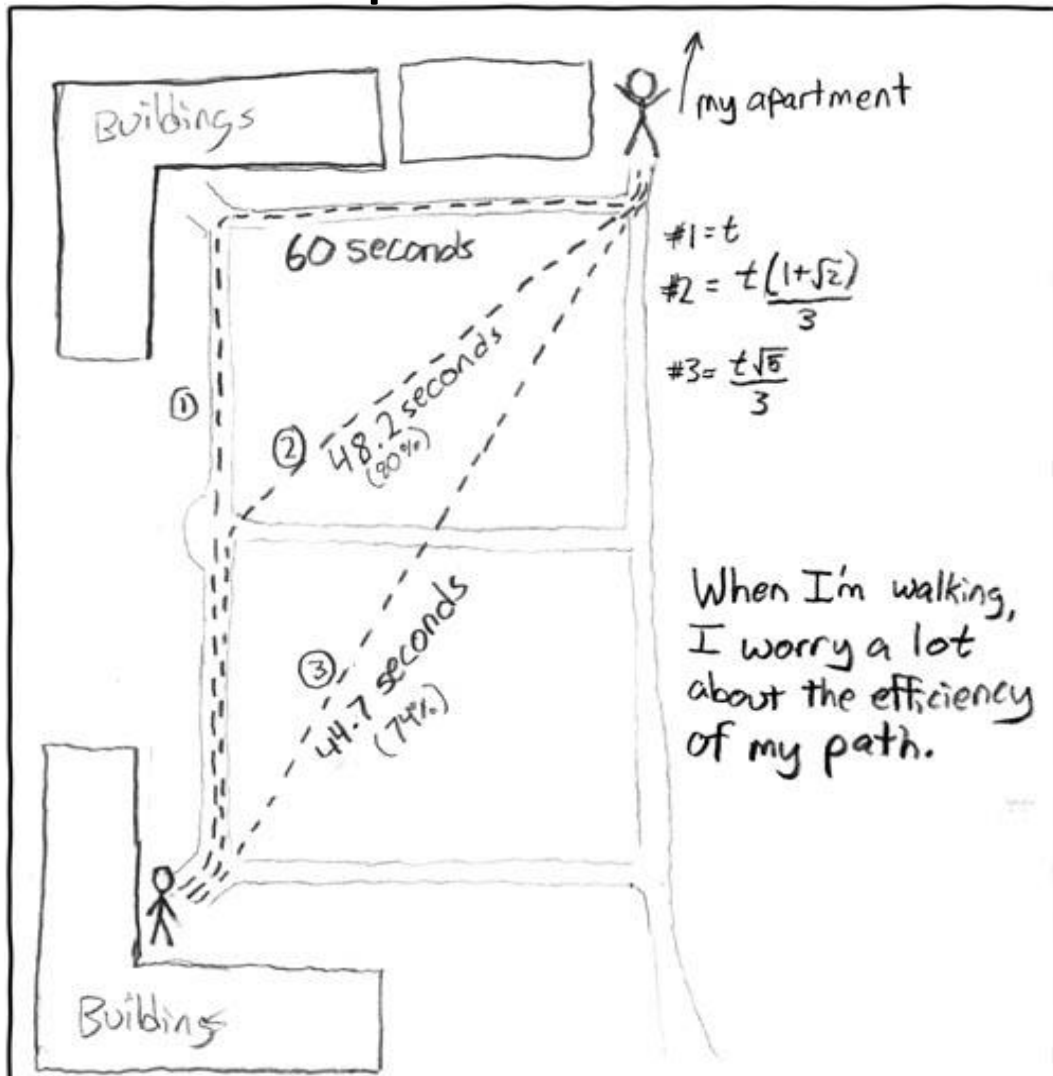 Buildings
my apartment
60 seconds
#1 = t
#2 = t(1+√2)/3
#3 = t√5/3
①
② 48.2 seconds
(80%)
③ 44.7 seconds
(74%)
When I'm walking,
I worry a lot
about the efficiency
of my path.
Buildings